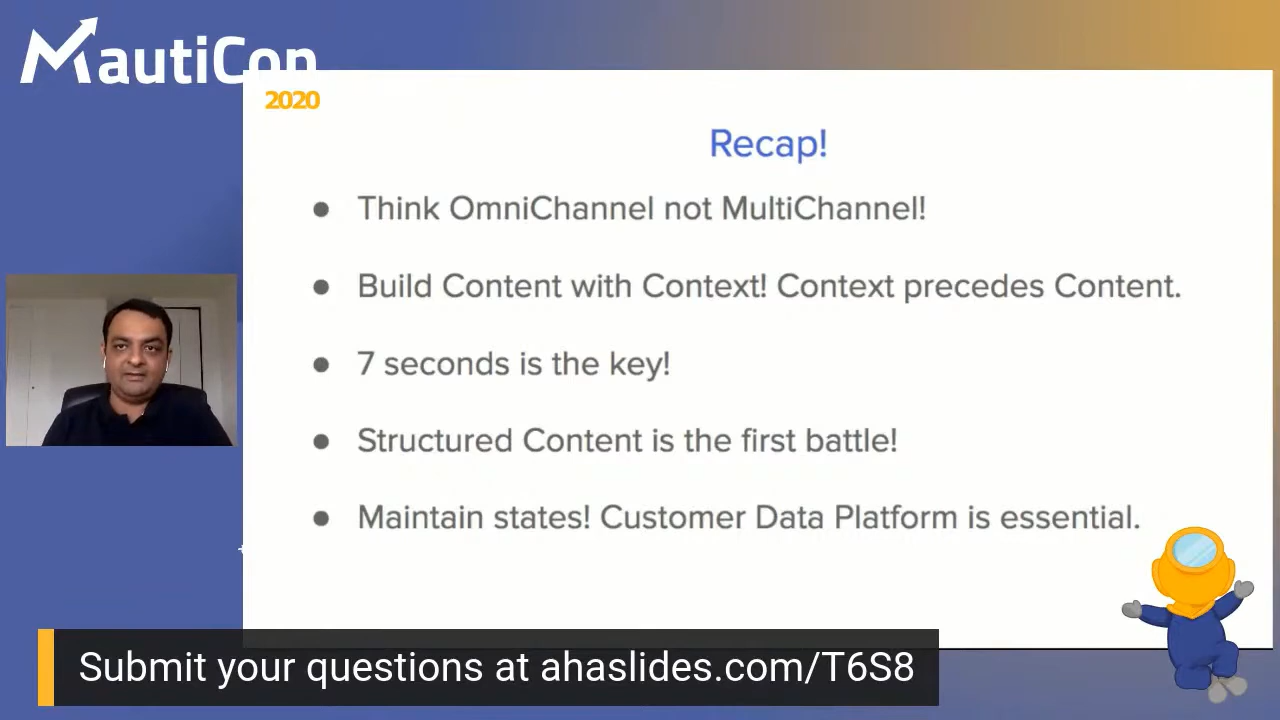 MautiCon
2020
Recap!
● Think OmniChannel not MultiChannel!
● Build Content with Context! Context precedes Content.
● 7 seconds is the key!
● Structured Content is the first battle!
● Maintain states! Customer Data Platform is essential.
Submit your questions at ahaslides.com/T6S8